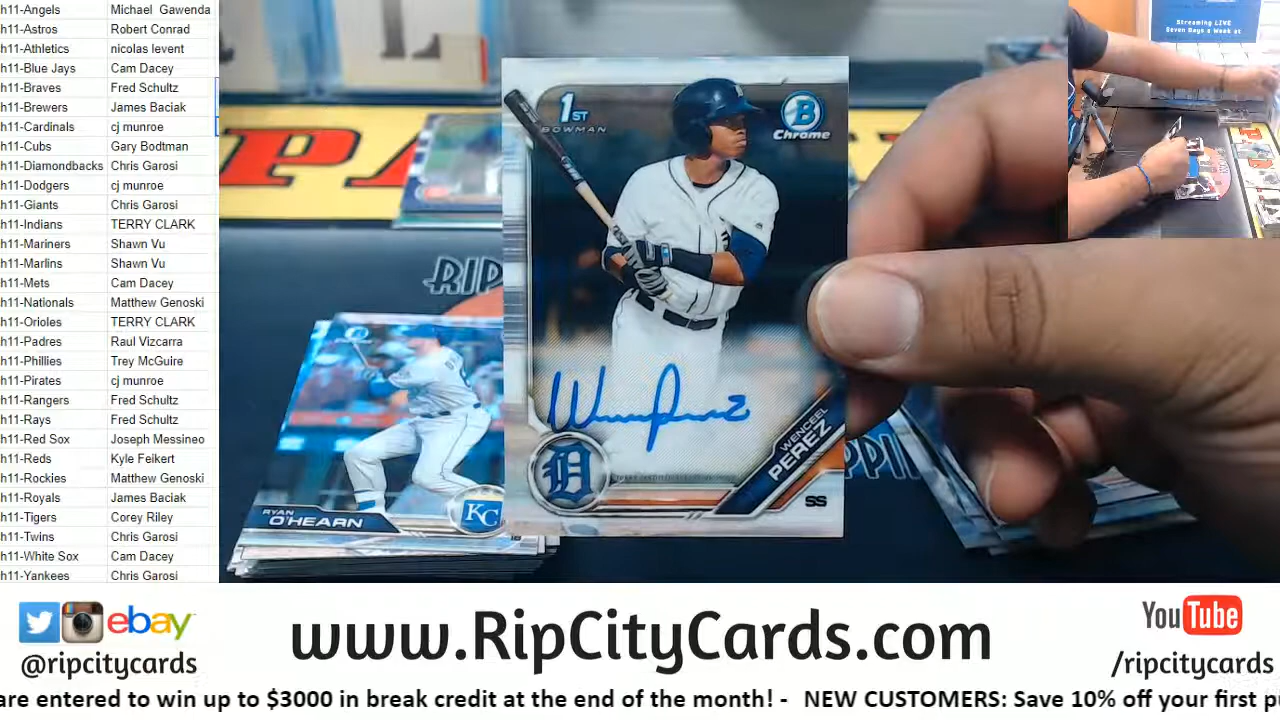 h11-Angels Michael Gawenda
h11-Astros Robert Conrad
h11-Athletics nicolas levent
h11-Blue Jays Cam Dacey
h11-Braves Fred Schultz
h11-Brewers James Baciak
h11-Cardinals cj munroe
h11-Cubs Gary Bodtman
h11-Diamondbacks Chris Garosi
h11-Dodgers cj munroe
h11-Giants Chris Garosi
h11-Indians TERRY CLARK
h11-Mariners Shawn Vu
h11-Marlins Shawn Vu
h11-Mets Cam Dacey
h11-Nationals Matthew Genoski
h11-Orioles TERRY CLARK
h11-Padres Raul Vizcarra
h11-Phillies Trey McGuire
h11-Pirates cj munroe
h11-Rangers Fred Schultz
h11-Rays Fred Schultz
h11-Red Sox Joseph Messineo
h11-Reds Kyle Feikert
h11-Rockies Matthew Genoski
h11-Royals James Baciak
h11-Tigers Corey Riley
h11-Twins Chris Garosi
h11-White Sox Cam Dacey
h11-Yankees Chris Garosi
1ST
BOWMAN
B
Chrome
WENCEEL
PEREZ
SS
D
RIP
RYAN
O'HEARN
KC
Streaming LIVE
Seven Days a Week at
ebay
@ripcitycards
www.RipCityCards.com
YouTube
/ripcitycards
are entered to win up to $3000 in break credit at the end of the month! - NEW CUSTOMERS: Save 10% off your first p